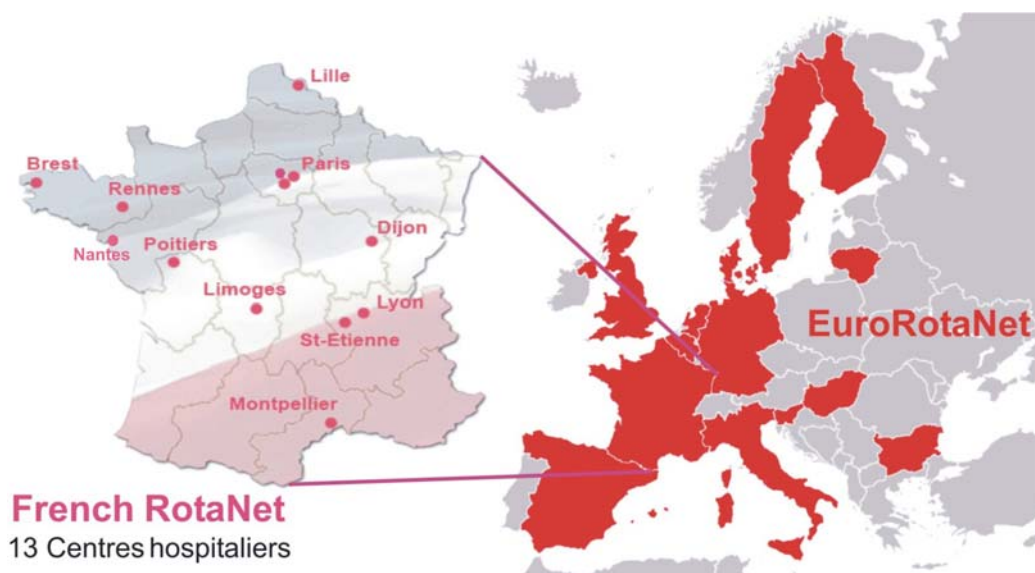 Lille
Brest
Paris
Rennes
Nantes
Poitiers
Dijon
Limoges
Lyon
St-Etienne
Montpellier
EuroRotaNet
French RotaNet
13 Centres hospitaliers